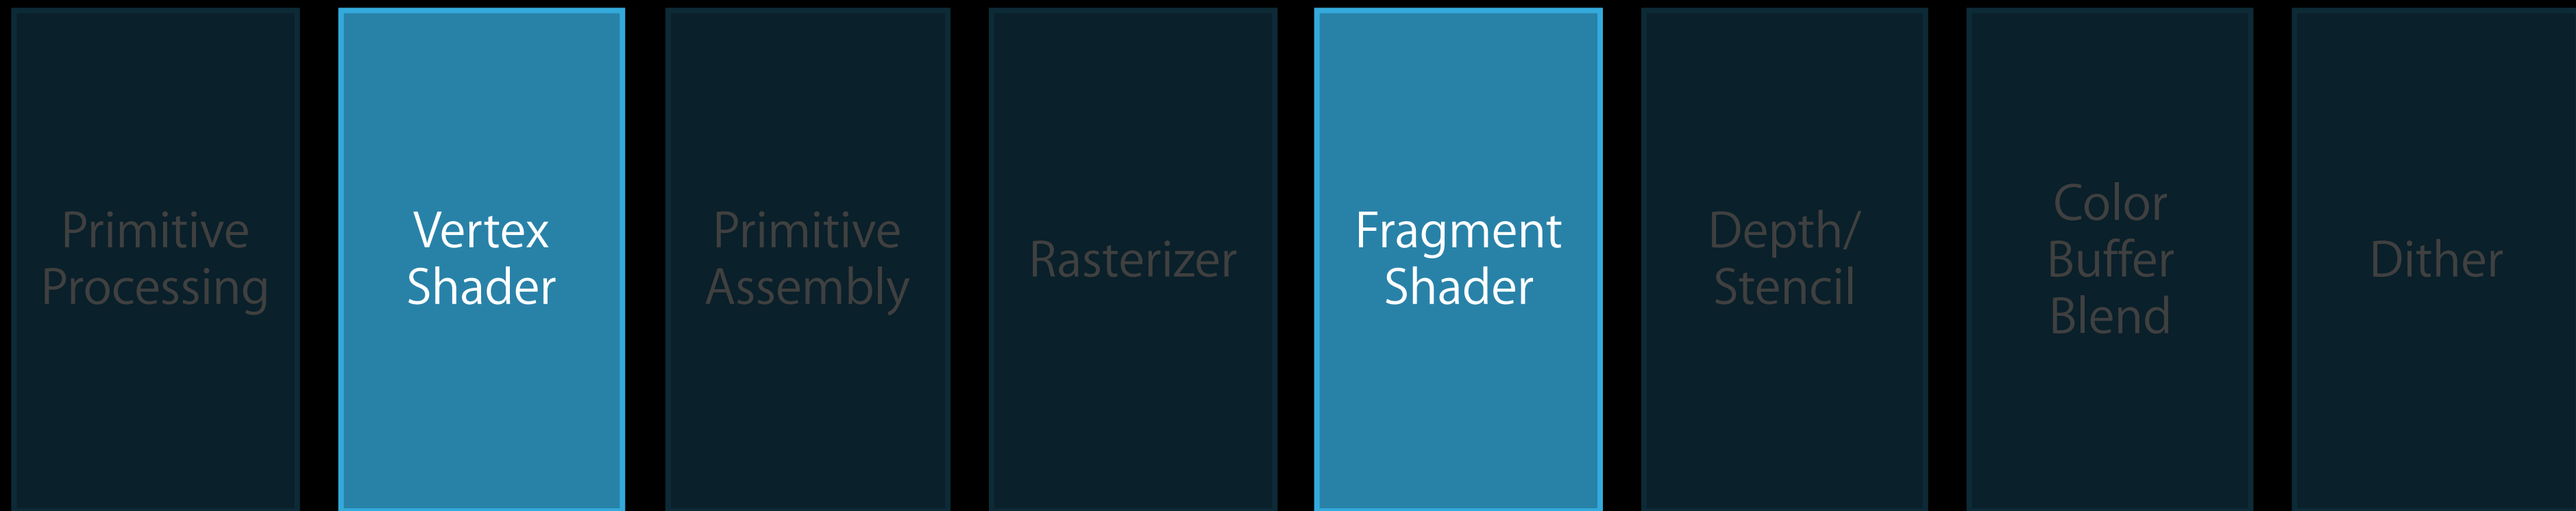 Primitive
Processing
Vertex
Shader
Primitive
Assembly
Rasterizer
Fragment
Shader
Depth/
Stencil
Color
Buffer
Blend
Dither